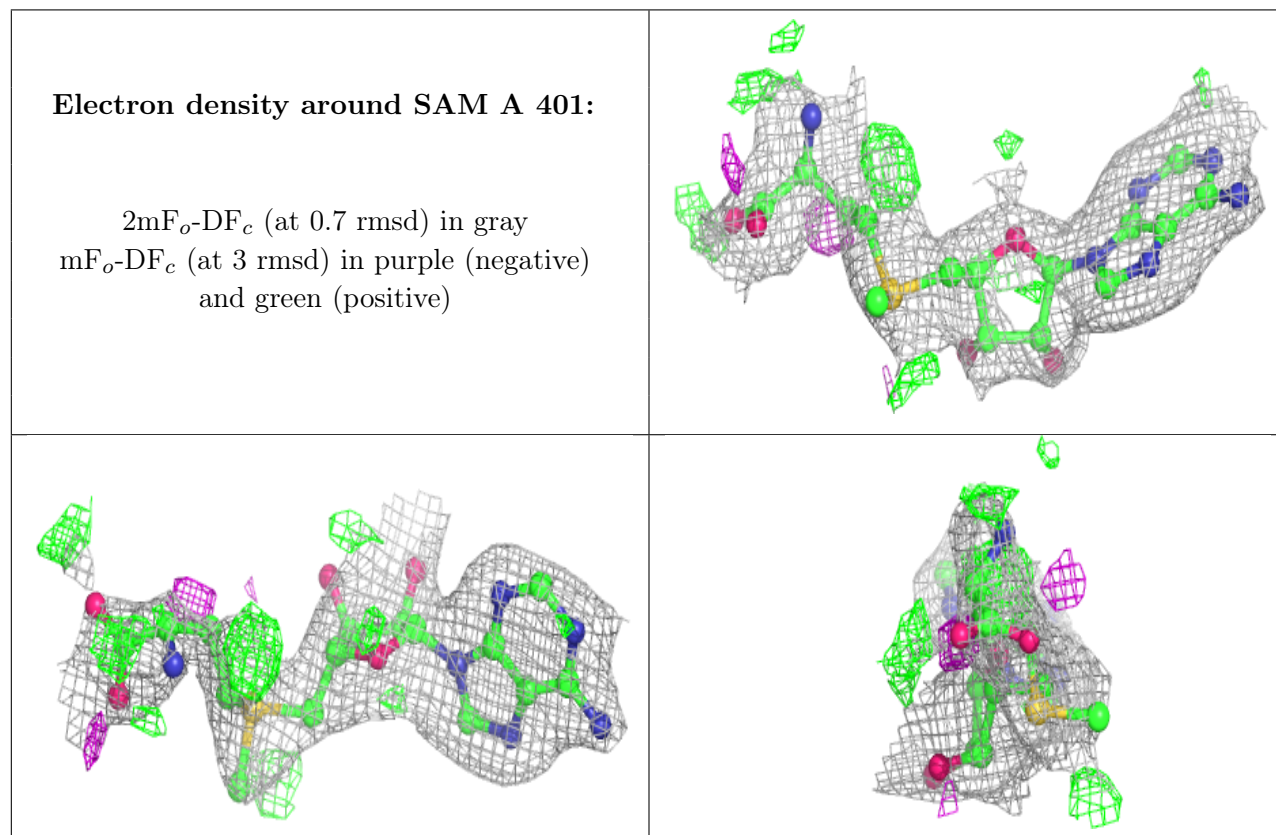 Electron density around SAM A 401:
2mFₒ-DF𝒸 (at 0.7 rmsd) in gray
mFₒ-DF𝒸 (at 3 rmsd) in purple (negative)
and green (positive)